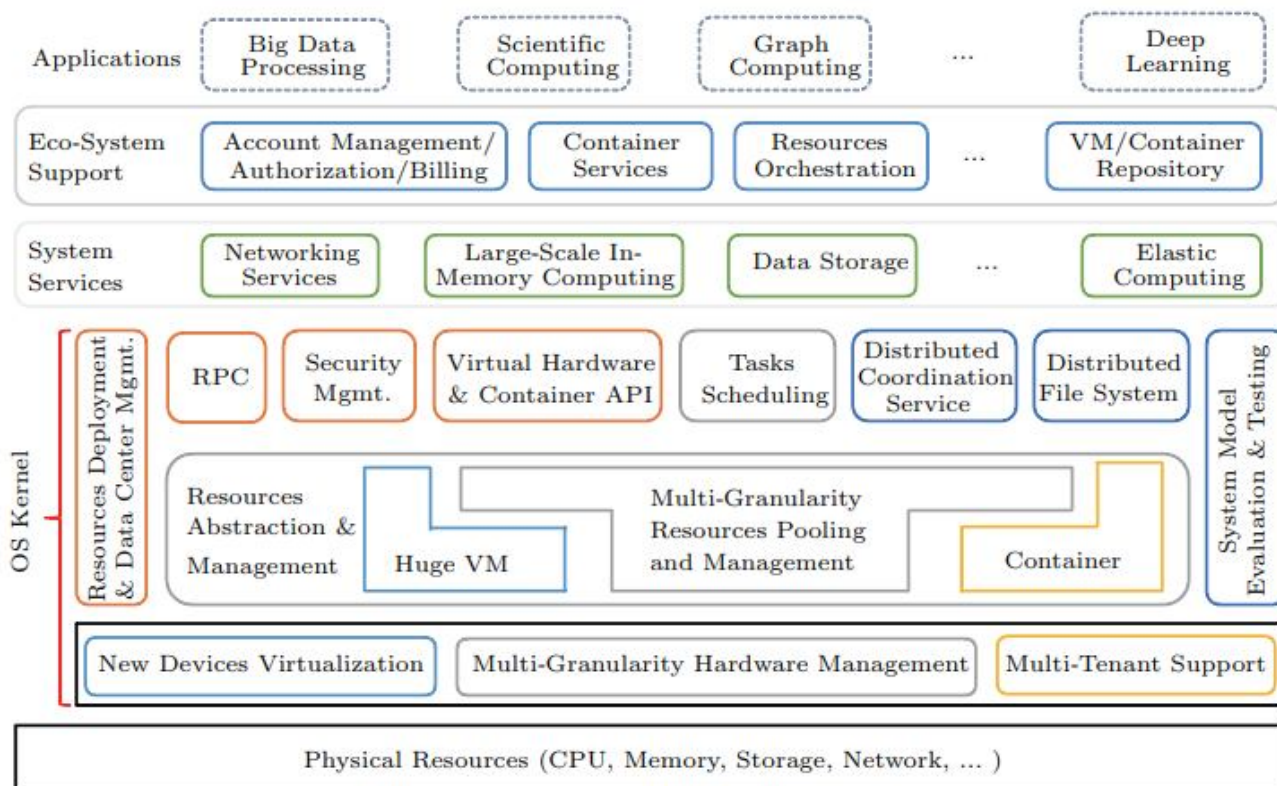 Applications
Big Data
Processing
Scientific
Computing
Graph
Computing
...
Deep
Learning
Eco-System
Support
Account Management/
Authorization/Billing
Container
Services
Resources
Orchestration
...
VM/Container
Repository
System
Services
Networking
Services
Large-Scale In-
Memory Computing
Data Storage
...
Elastic
Computing
OS Kernel
Resources Deployment
& Data Center Mgmt.
RPC
Security
Mgmt.
Virtual Hardware
& Container API
Tasks
Scheduling
Distributed
Coordination
Service
Distributed
File System
System Model
Evaluation & Testing
Resources
Abstraction &
Management
Huge VM
Multi-Granularity
Resources Pooling
and Management
Container
New Devices Virtualization
Multi-Granularity Hardware Management
Multi-Tenant Support
Physical Resources (CPU, Memory, Storage, Network, ... )